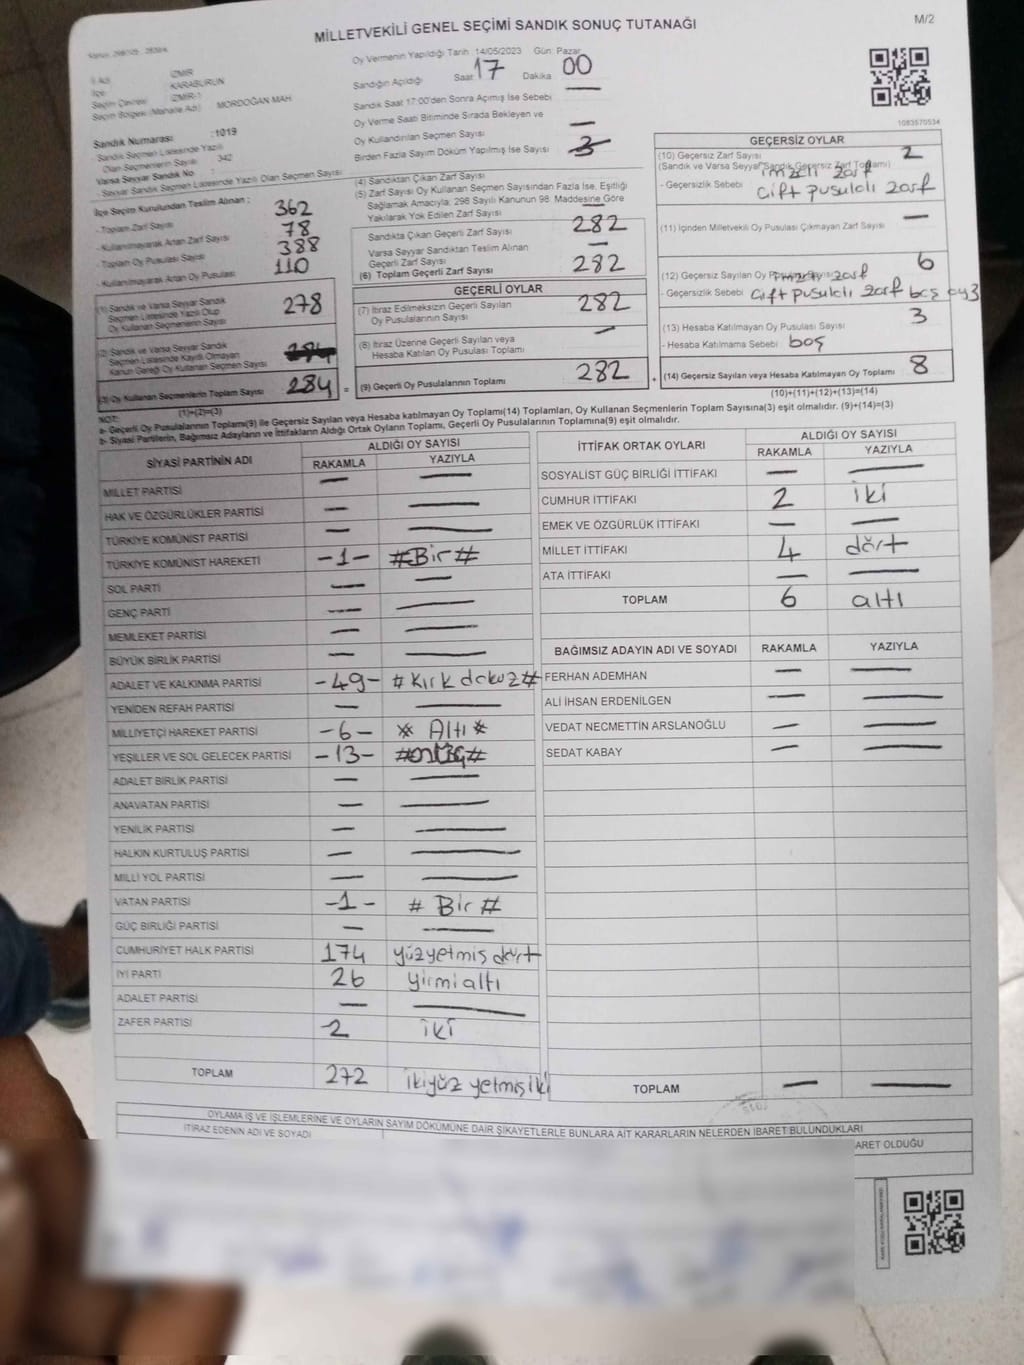 MİLLETVEKİLİ GENEL SEÇİMİ SANDIK SONUÇ TUTANAĞI
M/2
Oy Vermenin Yapıldığı Tarih :14/05/2023 Gün: Pazar
İl Adı : İZMİR
İlçe : KARABURUN
Seçim Çevresi : İZMİR-1
Seçim Bölgesi (Mahalle Adı) : MORDOĞAN MAH
Sandığın Açıldığı Saat 17 Dakika 00
Sandık Saat 17:00'den Sonra Açılmış İse Sebebi —
Oy Verme Saati Bitiminde Sırada Bekleyen ve
Oy Kullandırılan Seçmen Sayısı —
Birden Fazla Sayım Döküm Yapılmış İse Sayısı 3
1083570534
Sandık Numarası :1019
- Sandık Seçmen Listesinde Yazılı
Olan Seçmenlerin Sayısı : 342
Varsa Seyyar Sandık No :
- Seyyar Sandık Seçmen Listesinde Yazılı Olan Seçmen Sayısı
İlçe Seçim Kurulundan Teslim Alınan ;
- Toplam Zarf Sayısı 362
- Kullanılmayarak Artan Zarf Sayısı 78
- Toplam Oy Pusulası Sayısı 388
- Kullanılmayarak Artan Oy Pusulası 110
(1) Sandık ve Varsa Seyyar Sandık
Seçmen Listesinde Yazılı Olup
Oy Kullanan Seçmenlerin Sayısı 278
(2) Sandık ve Varsa Seyyar Sandık
Seçmen Listesinde Kayıtlı Olmayan
Kanun Gereği Oy Kullanan Seçmen Sayısı
(3) Oy Kullanan Seçmenlerin Toplam Sayısı 284 =
(1)+(2)=(3)
(4) Sandıktan Çıkan Zarf Sayısı
(5) Zarf Sayısı Oy Kullanan Seçmen Sayısından Fazla İse, Eşitliği
Sağlamak Amacıyla; 298 Sayılı Kanunun 98. Maddesine Göre
Yakılarak Yok Edilen Zarf Sayısı —
Sandıkta Çıkan Geçerli Zarf Sayısı 282
Varsa Seyyar Sandıktan Teslim Alınan
Geçerli Zarf Sayısı —
(6) Toplam Geçerli Zarf Sayısı 282
GEÇERLİ OYLAR
(7) İtiraz Edilmeksizin Geçerli Sayılan
Oy Pusulalarının Sayısı 282
(8) İtiraz Üzerine Geçerli Sayılan veya
Hesaba Katılan Oy Pusulası Toplamı —
(9) Geçerli Oy Pusulalarının Toplamı 282 +
GEÇERSİZ OYLAR
(10) Geçersiz Zarf Sayısı 2
(Sandık ve Varsa Seyyar Sandık Geçersiz Zarf Toplamı)
imzeli zarf
- Geçersizlik Sebebi Çift pusulalı zarf
(11) İçinden Milletvekili Oy Pusulası Çıkmayan Zarf Sayısı —
(12) Geçersiz Sayılan Oy Pusulası Sayısı 6
zarf
- Geçersizlik Sebebi Çift pusulalı zarf boş oy3
(13) Hesaba Katılmayan Oy Pusulası Sayısı 3
- Hesaba Katılmama Sebebi boş
(14) Geçersiz Sayılan veya Hesaba Katılmayan Oy Toplamı 8
(10)+(11)+(12)+(13)=(14)
NOT:
a- Geçerli Oy Pusulalarının Toplamı(9) ile Geçersiz Sayılan veya Hesaba katılmayan Oy Toplamı(14) Toplamları, Oy Kullanan Seçmenlerin Toplam Sayısına(3) eşit olmalıdır. (9)+(14)=(3)
b- Siyasi Partilerin, Bağımsız Adayların ve İttifakların Aldığı Ortak Oyların Toplamı, Geçerli Oy Pusulalarının Toplamına(9) eşit olmalıdır.
SİYASİ PARTİNİN ADI ALDIĞI OY SAYISI
RAKAMLA YAZIYLA
MİLLET PARTİSİ — —
HAK VE ÖZGÜRLÜKLER PARTİSİ — —
TÜRKİYE KOMÜNİST PARTİSİ — —
TÜRKİYE KOMÜNİST HAREKETİ -1- #Bir#
SOL PARTİ — —
GENÇ PARTİ — —
MEMLEKET PARTİSİ — —
BÜYÜK BİRLİK PARTİSİ — —
ADALET VE KALKINMA PARTİSİ -49- #Kırk dokuz#
YENİDEN REFAH PARTİSİ — —
MİLLİYETÇİ HAREKET PARTİSİ -6- * Altı *
YEŞİLLER VE SOL GELECEK PARTİSİ -13- #onüç#
ADALET BİRLİK PARTİSİ — —
ANAVATAN PARTİSİ — —
YENİLİK PARTİSİ — —
HALKIN KURTULUŞ PARTİSİ — —
MİLLİ YOL PARTİSİ — —
VATAN PARTİSİ -1- # Bir #
GÜÇ BİRLİĞİ PARTİSİ — —
CUMHURİYET HALK PARTİSİ 174 yüzyetmiş dört
İYİ PARTİ 26 yirmialtı
ADALET PARTİSİ — —
ZAFER PARTİSİ 2 iki
TOPLAM 272 ikiyüz yetmiş iki
İTTİFAK ORTAK OYLARI ALDIĞI OY SAYISI
RAKAMLA YAZIYLA
SOSYALİST GÜÇ BİRLİĞİ İTTİFAKI — —
CUMHUR İTTİFAKI 2 iki
EMEK VE ÖZGÜRLÜK İTTİFAKI — —
MİLLET İTTİFAKI 4 dört
ATA İTTİFAKI — —
TOPLAM 6 altı
BAĞIMSIZ ADAYIN ADI VE SOYADI RAKAMLA YAZIYLA
FERHAN ADEMHAN — —
ALİ İHSAN ERDENİLGEN — —
VEDAT NECMETTİN ARSLANOĞLU — —
SEDAT KABAY — —
TOPLAM — —
OYLAMA İŞ VE İŞLEMLERİNE VE OYLARIN SAYIM DÖKÜMÜNE DAİR ŞİKAYETLERLE BUNLARA AİT KARARLARIN NELERDEN İBARET BULUNDUKLARI
İTİRAZ EDENİN ADI VE SOYADI
ARET OLDUĞU